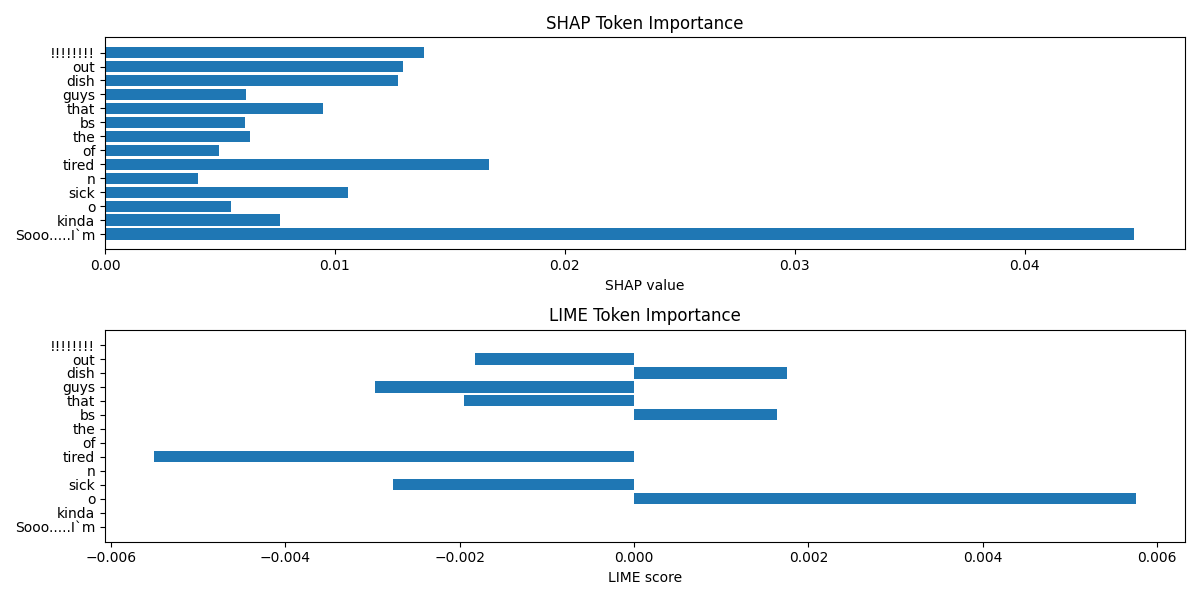 SHAP Token Importance
!!!!!!!!
out
dish
guys
that
bs
the
of
tired
n
sick
o
kinda
Sooo.....I`m
0.00 0.01 0.02 0.03 0.04
SHAP value
LIME Token Importance
!!!!!!!!
out
dish
guys
that
bs
the
of
tired
n
sick
o
kinda
Sooo.....I`m
−0.006 −0.004 −0.002 0.000 0.002 0.004 0.006
LIME score